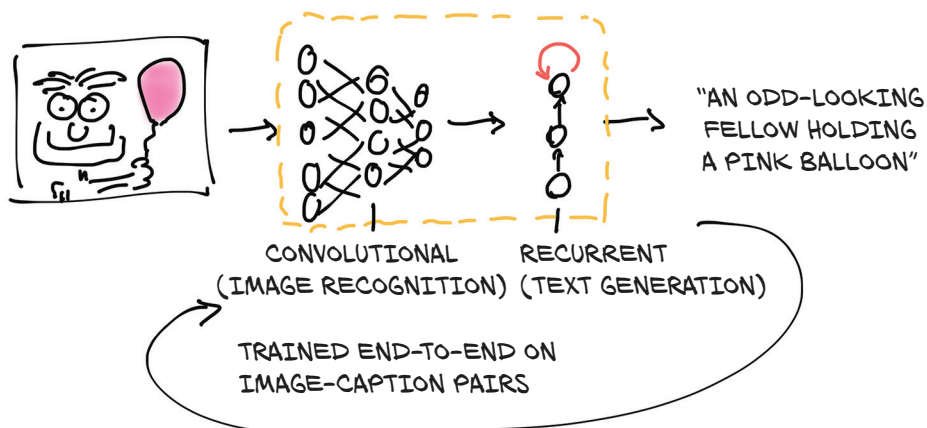 "AN ODD-LOOKING
FELLOW HOLDING
A PINK BALLOON"
CONVOLUTIONAL
(IMAGE RECOGNITION)
RECURRENT
(TEXT GENERATION)
TRAINED END-TO-END ON
IMAGE-CAPTION PAIRS